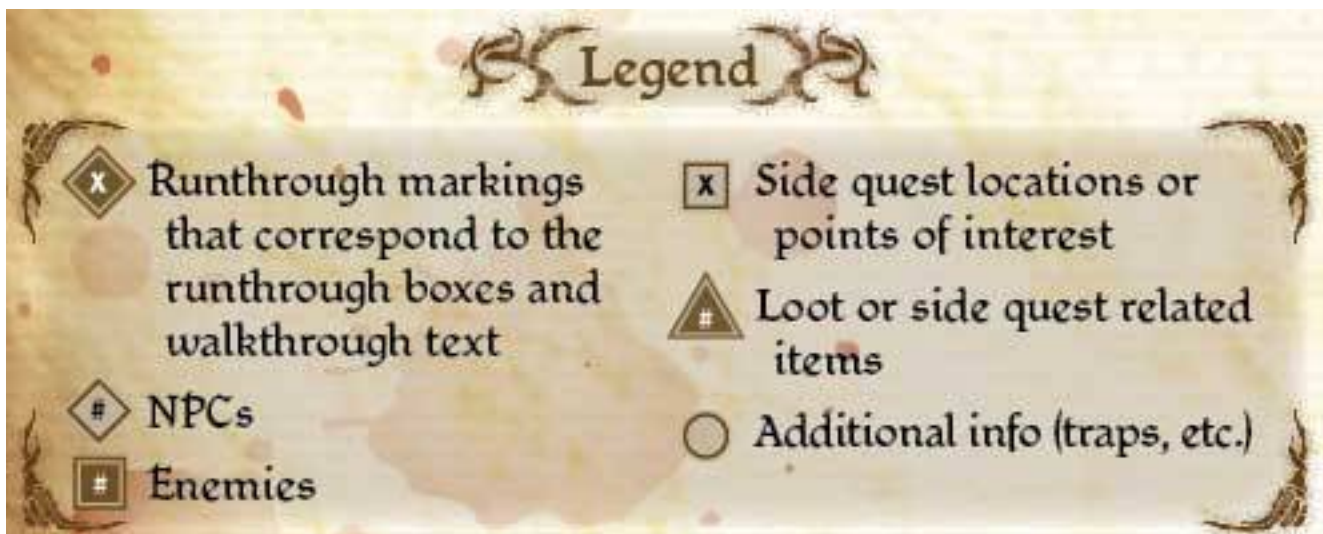 Legend
X Runthrough markings
that correspond to the
runthrough boxes and
walkthrough text
# NPCs
# Enemies
X Side quest locations or
points of interest
# Loot or side quest related
items
Additional info (traps, etc.)